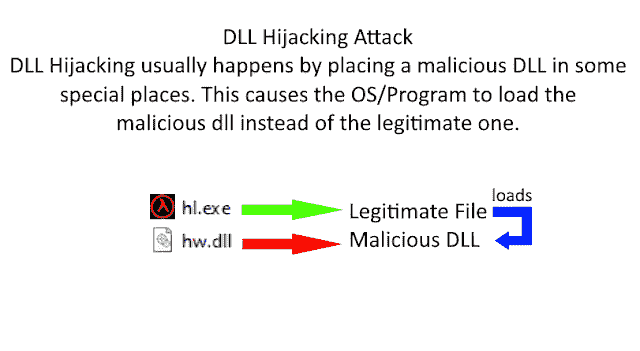 DLL Hijacking Attack
DLL Hijacking usually happens by placing a malicious DLL in some
special places. This causes the OS/Program to load the
malicious dll instead of the legitimate one.
loads
hl.exe Legitimate File
hw.dll Malicious DLL